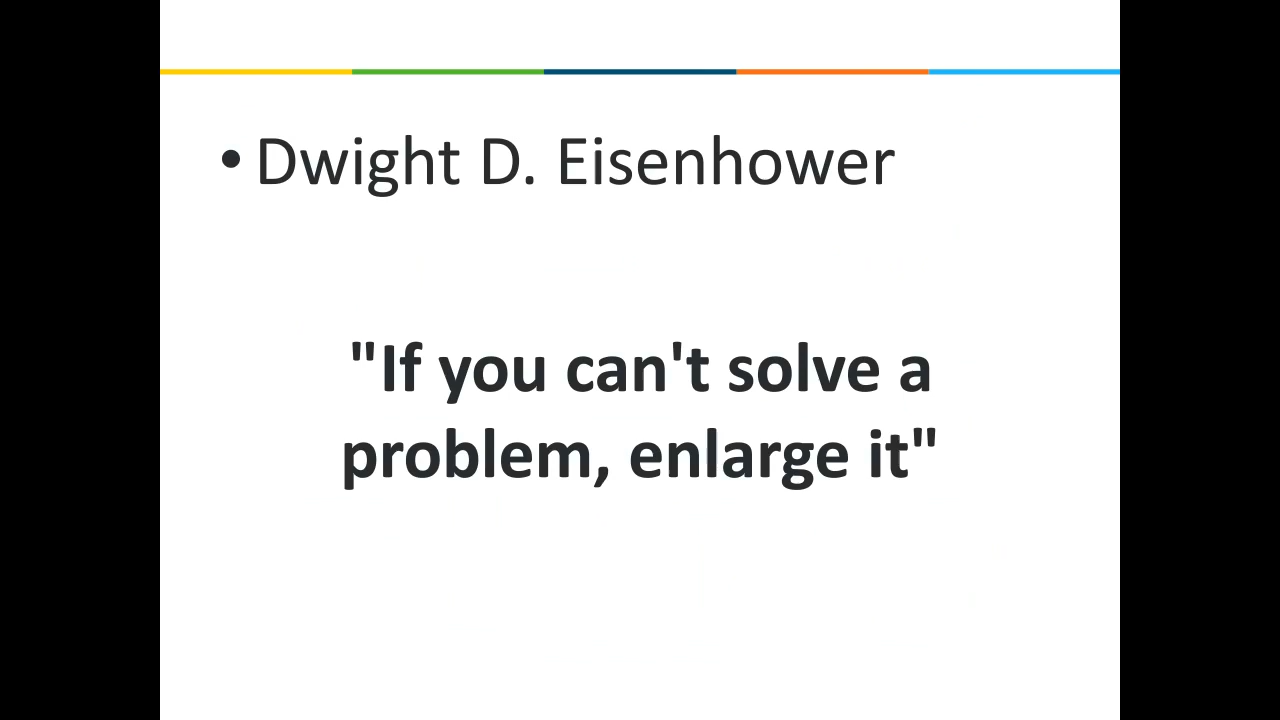 • Dwight D. Eisenhower
"If you can't solve a
problem, enlarge it"